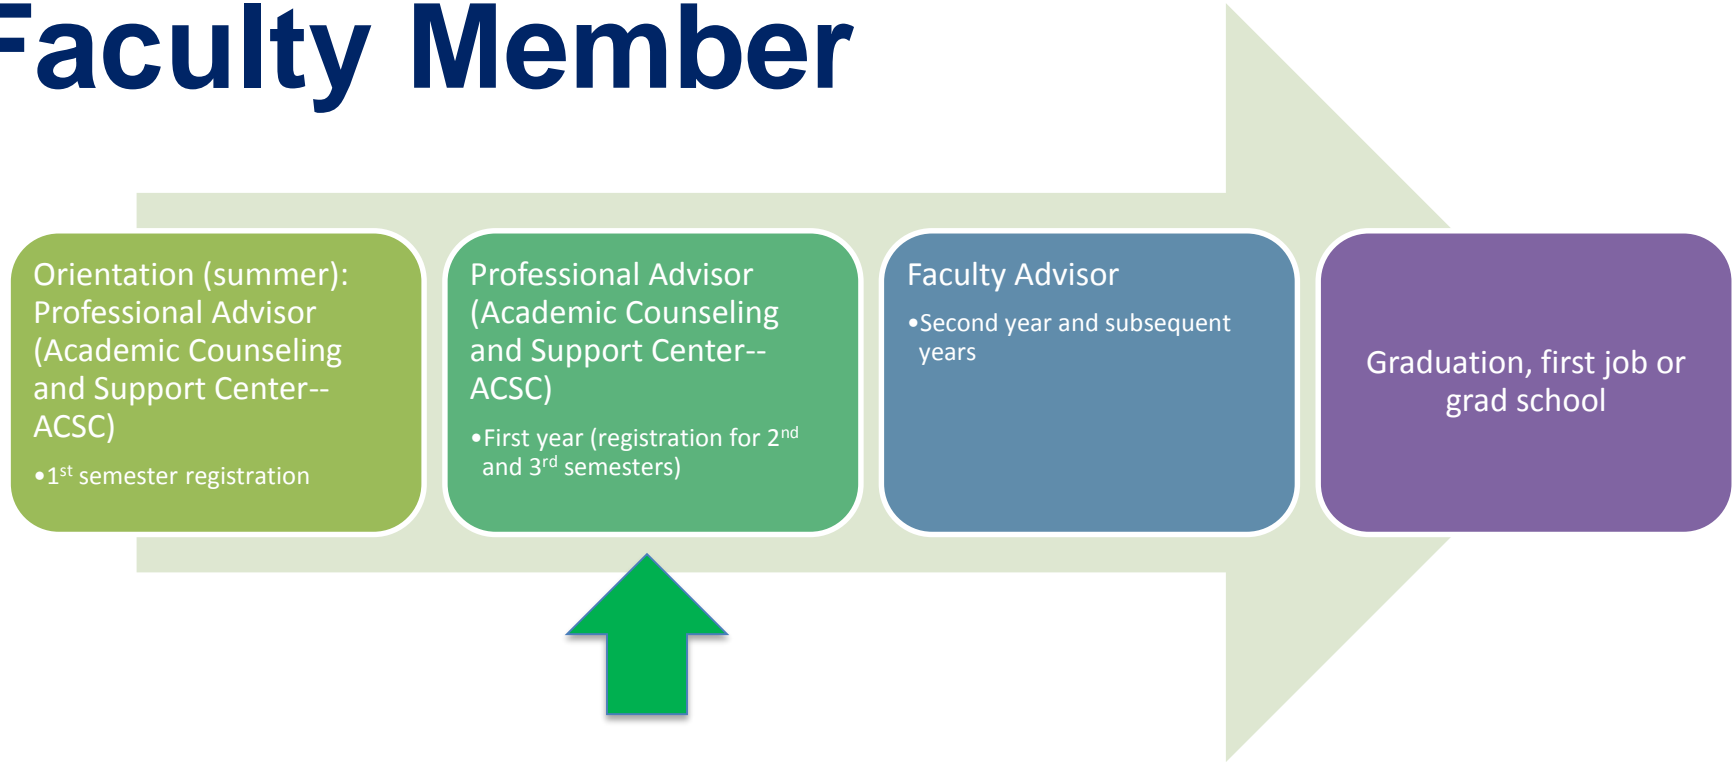 Faculty Member
Orientation (summer):
Professional Advisor
(Academic Counseling
and Support Center--
ACSC)
•1st semester registration
Professional Advisor
(Academic Counseling
and Support Center--
ACSC)
•First year (registration for 2nd
and 3rd semesters)
Faculty Advisor
•Second year and subsequent
years
Graduation, first job or
grad school